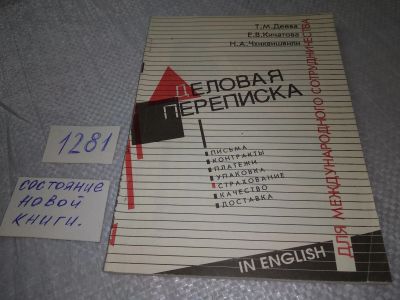 Т.М. Деева
Е.В. Кичатова
Н.А. Чхиквишвили
ДЕЛОВАЯ
ПЕРЕПИСКА
ДЛЯ МЕЖДУНАРОДНОГО СОТРУДНИЧЕСТВА
ПИСЬМА
КОНТРАКТЫ
ПЛАТЕЖИ
УПАКОВКА
СТРАХОВАНИЕ
КАЧЕСТВО
ДОСТАВКА
IN ENGLISH
1281
СОСТОЯНИЕ
НОВОЙ
КНИГИ.